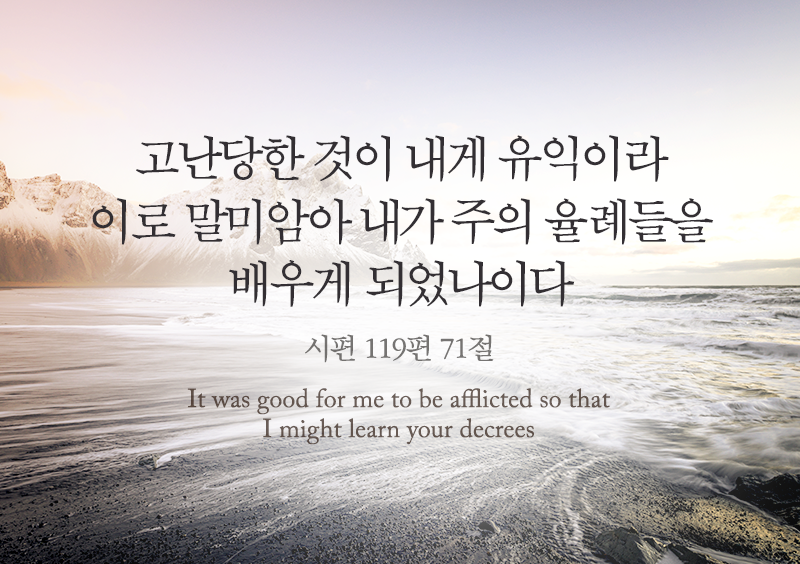 고난당한 것이 내게 유익이라
이로 말미암아 내가 주의 율례들을
배우게 되었나이다
시편 119편 71절
It was good for me to be afflicted so that
I might learn your decrees